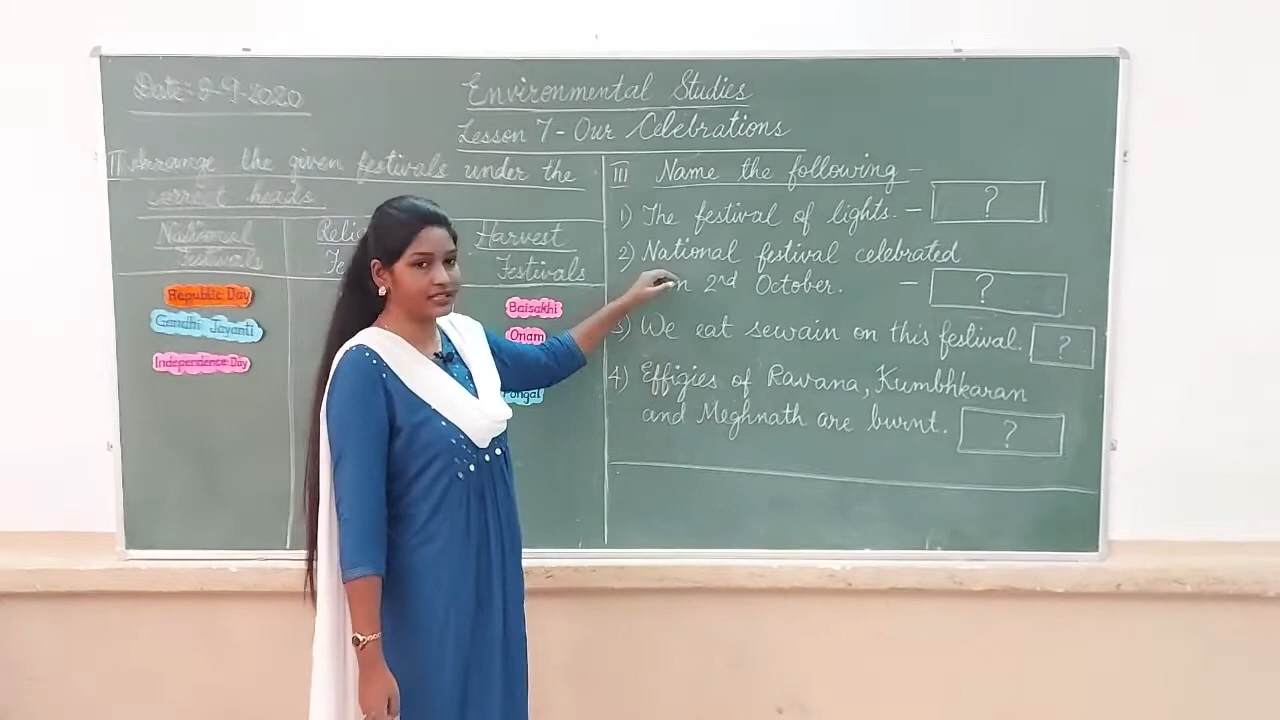 Date:- 9-9-2020
Environmental Studies
Lesson 7 - Our Celebrations
II Arrange the given festivals under the
correct heads
National
Festivals
Harvest
Festivals
Republic Day
Gandhi Jayanti
Independence Day
Baisakhi
Onam
Pongal
III Name the following -
1) The festival of lights. - ?
2) National festival celebrated
2nd October. - ?
3) We eat sewain on this festival. ?
4) Effigies of Ravana, Kumbhkaran
and Meghnath are burnt. ?